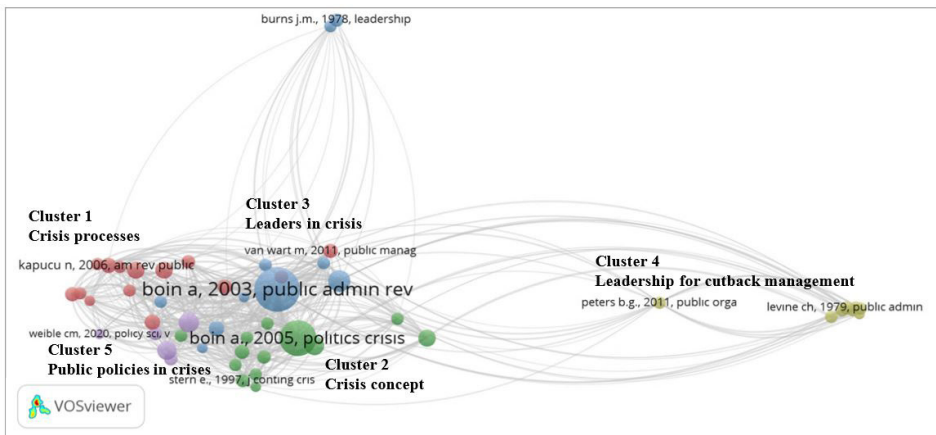 burns j.m., 1978, leadership
Cluster 1
Crisis processes
Cluster 3
Leaders in crisis
van wart m, 2011, public manag
kapucu n, 2006, am rev public
boin a, 2003, public admin rev
Cluster 4
Leadership for cutback management
peters b.g., 2011, public orga
levine ch, 1979, public admin
weible cm, 2020, policy sci, v
boin a., 2005, politics crisis
Cluster 5
Public policies in crises
Cluster 2
Crisis concept
stern e., 1997, j conting cris
VOSviewer